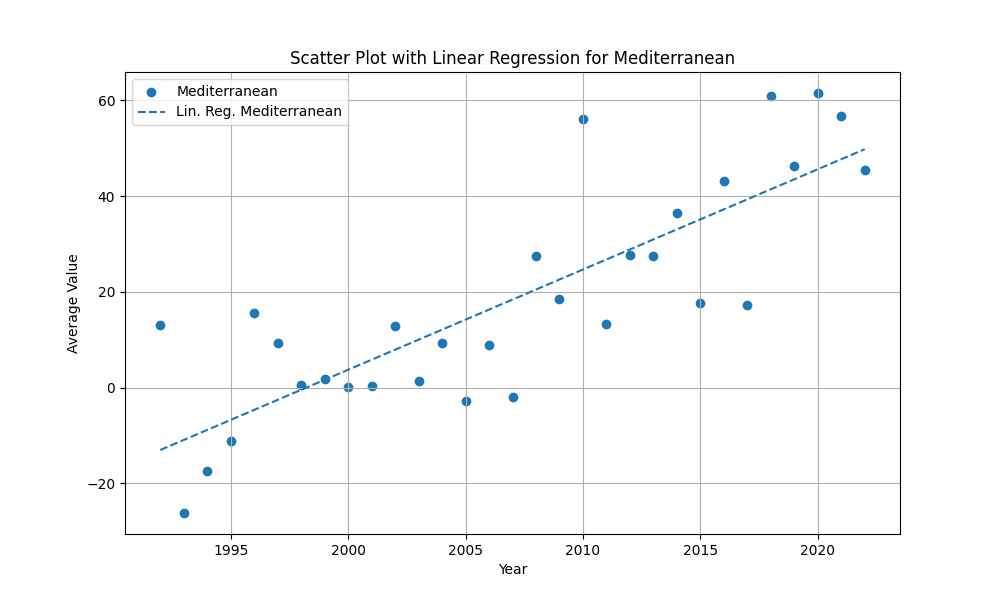 Scatter Plot with Linear Regression for Mediterranean
Mediterranean
Lin. Reg. Mediterranean
60
40
20
0
−20
Average Value
1995 2000 2005 2010 2015 2020
Year